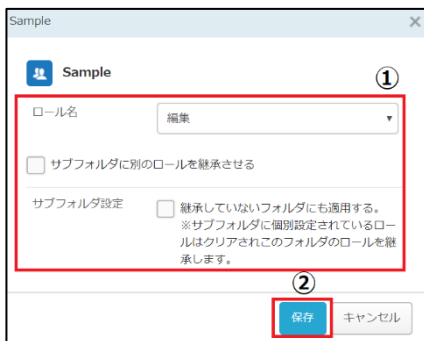 Sample
×
Sample
①
ロール名
編集
サブフォルダに別のロールを継承させる
サブフォルダ設定
継承していないフォルダにも適用する。
※サブフォルダに個別設定されているロー
ルはクリアされこのフォルダのロールを継
承します。
②
保存
キャンセル